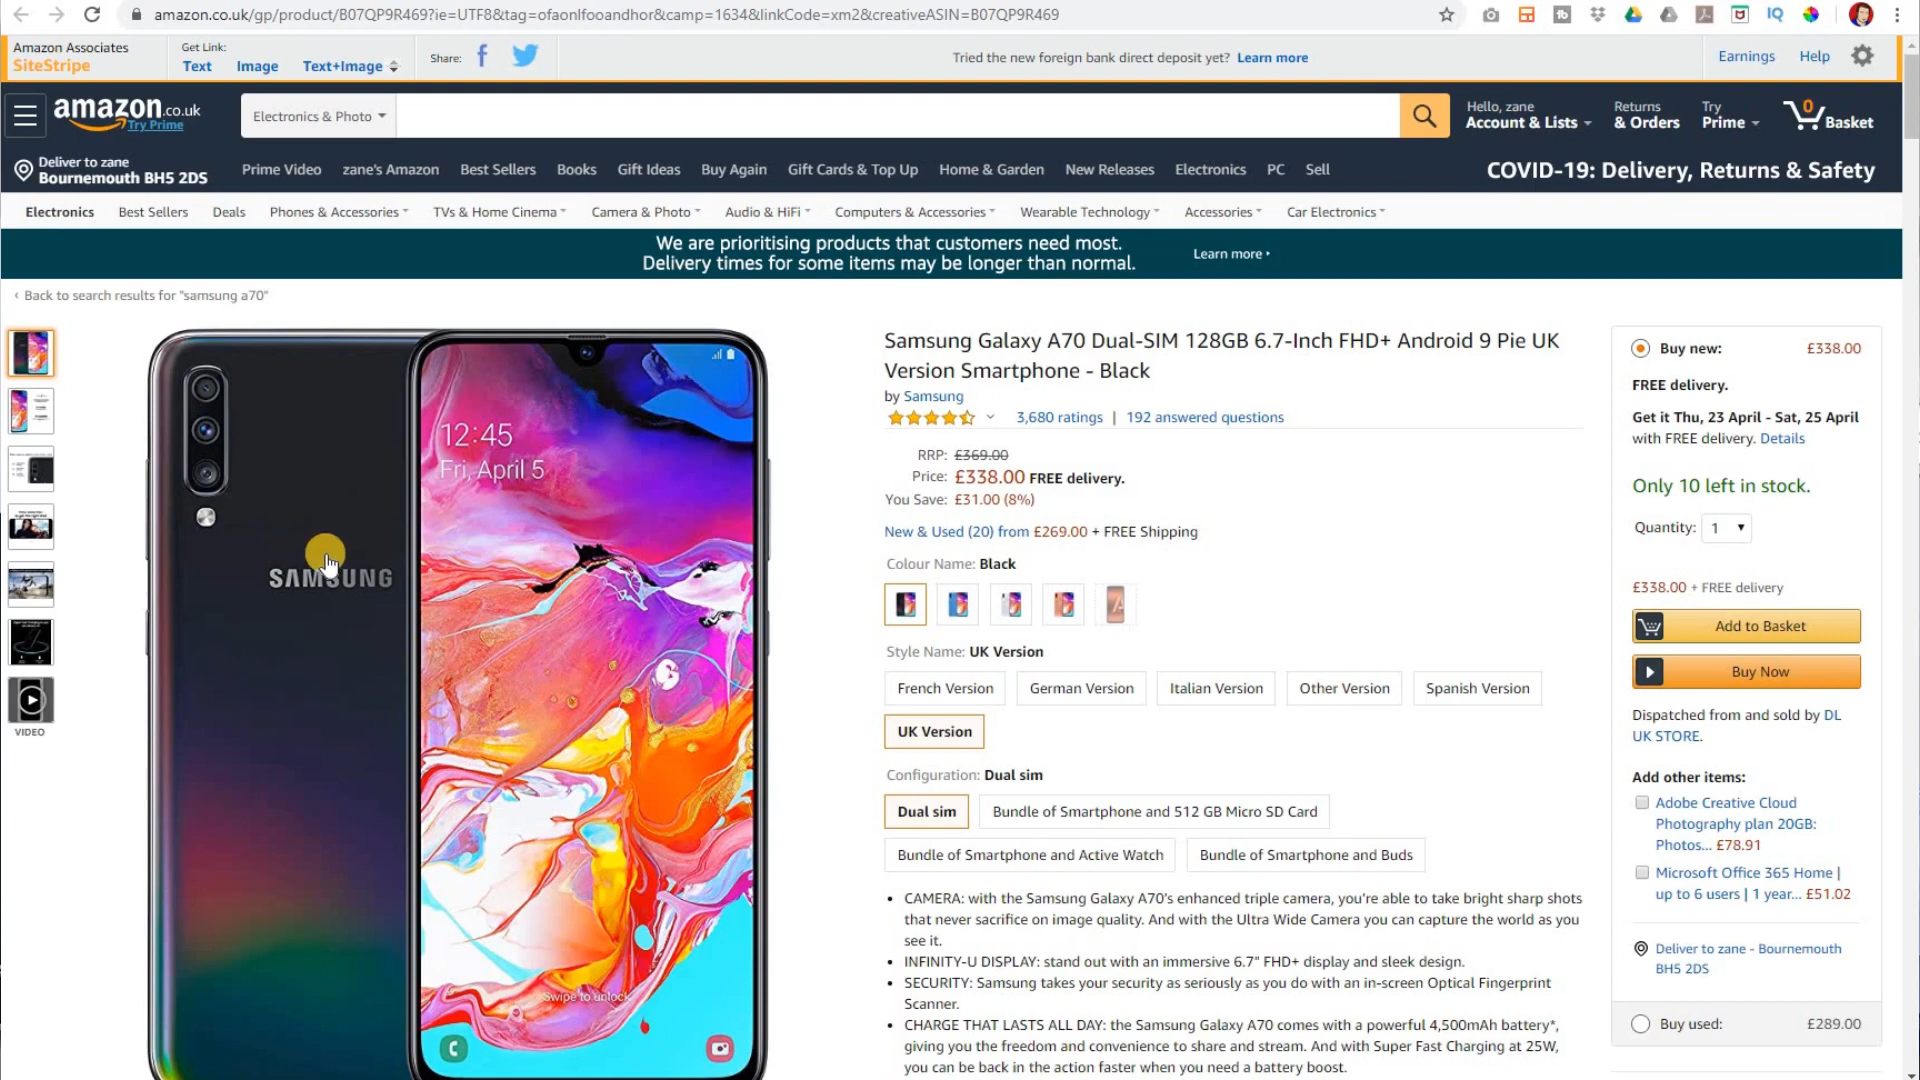 amazon.co.uk/gp/product/B07QP9R469?ie=UTF8&tag=ofaonlfooandhor&camp=1634&linkCode=xm2&creativeASIN=B07QP9R469
Amazon Associates
SiteStripe
Get Link:
Text Image Text+Image
Share:
Tried the new foreign bank direct deposit yet? Learn more
Earnings Help
amazon.co.uk
Try Prime
Electronics & Photo
Hello, zane
Account & Lists
Returns
& Orders
Try
Prime
0
Basket
Deliver to zane
Bournemouth BH5 2DS
Prime Video zane's Amazon Best Sellers Books Gift Ideas Buy Again Gift Cards & Top Up Home & Garden New Releases Electronics PC Sell
COVID-19: Delivery, Returns & Safety
Electronics Best Sellers Deals Phones & Accessories TVs & Home Cinema Camera & Photo Audio & HiFi Computers & Accessories Wearable Technology Accessories Car Electronics
We are prioritising products that customers need most.
Delivery times for some items may be longer than normal.
Learn more
‹ Back to search results for "samsung a70"
VIDEO
SAMSUNG
12:45
Fri, April 5
Swipe to unlock
Samsung Galaxy A70 Dual-SIM 128GB 6.7-Inch FHD+ Android 9 Pie UK
Version Smartphone - Black
by Samsung
3,680 ratings | 192 answered questions
RRP: £369.00
Price: £338.00 FREE delivery.
You Save: £31.00 (8%)
New & Used (20) from £269.00 + FREE Shipping
Colour Name: Black
Style Name: UK Version
French Version German Version Italian Version Other Version Spanish Version
UK Version
Configuration: Dual sim
Dual sim Bundle of Smartphone and 512 GB Micro SD Card
Bundle of Smartphone and Active Watch Bundle of Smartphone and Buds
• CAMERA: with the Samsung Galaxy A70's enhanced triple camera, you're able to take bright sharp shots
that never sacrifice on image quality. And with the Ultra Wide Camera you can capture the world as you
see it.
• INFINITY-U DISPLAY: stand out with an immersive 6.7" FHD+ display and sleek design.
• SECURITY: Samsung takes your security as seriously as you do with an in-screen Optical Fingerprint
Scanner.
• CHARGE THAT LASTS ALL DAY: the Samsung Galaxy A70 comes with a powerful 4,500mAh battery*,
giving you the freedom and convenience to share and stream. And with Super Fast Charging at 25W,
you can be back in the action faster when you need a battery boost.
Buy new: £338.00
FREE delivery.
Get it Thu, 23 April - Sat, 25 April
with FREE delivery. Details
Only 10 left in stock.
Quantity: 1
£338.00 + FREE delivery
Add to Basket
Buy Now
Dispatched from and sold by DL
UK STORE.
Add other items:
Adobe Creative Cloud
Photography plan 20GB:
Photos... £78.91
Microsoft Office 365 Home |
up to 6 users | 1 year... £51.02
Deliver to zane - Bournemouth
BH5 2DS
Buy used: £289.00